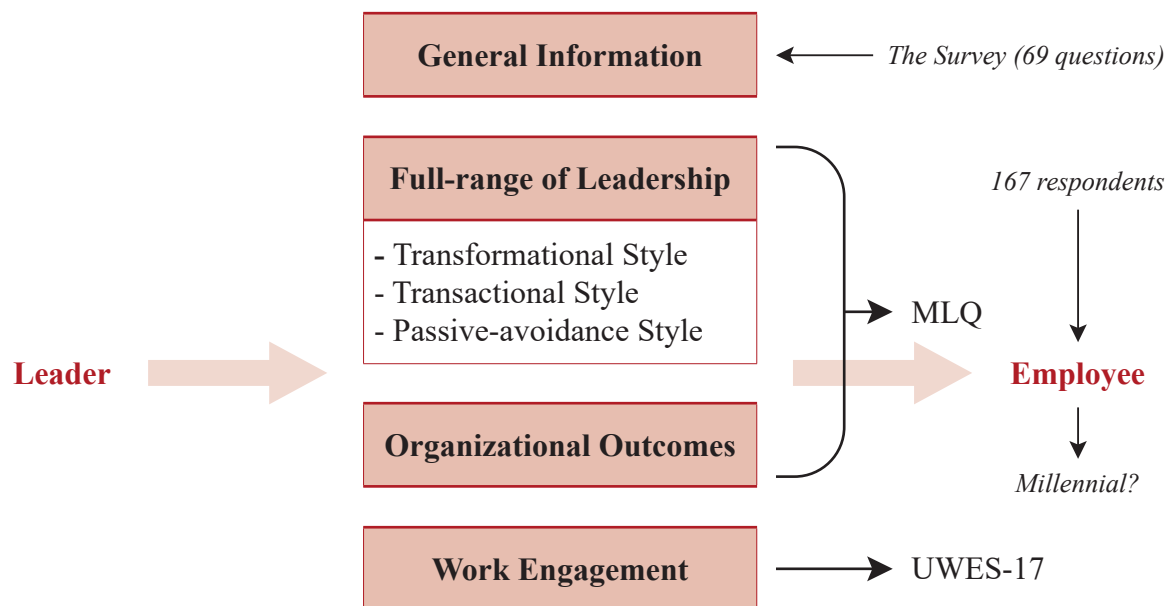 General Information
The Survey (69 questions)
Full-range of Leadership
- Transformational Style
- Transactional Style
- Passive-avoidance Style
167 respondents
MLQ
Leader
Employee
Organizational Outcomes
Millennial?
Work Engagement
UWES-17